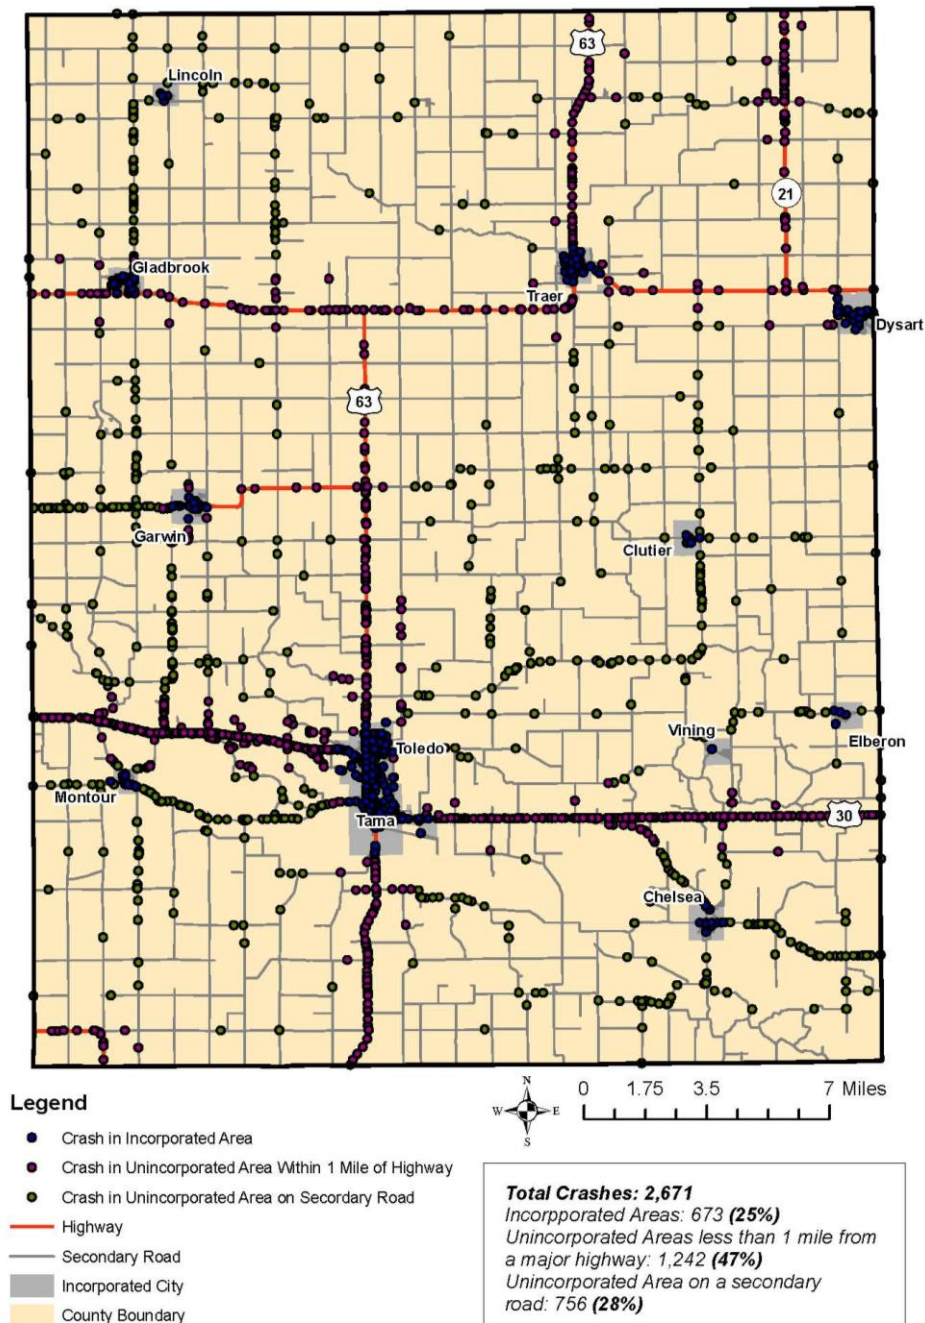 63
Lincoln
21
Gladbrook
Traer
Dysart
63
Garwin
Clutier
Vining
Toledo
Elberon
Montour
Tama
30
Chelsea
N
W E
S
0 1.75 3.5 7 Miles
Legend
Crash in Incorporated Area
Crash in Unincorporated Area Within 1 Mile of Highway
Crash in Unincorporated Area on Secordary Road
Highway
Secondary Road
Incorporated City
County Boundary
Total Crashes: 2,671
Incorpporated Areas: 673 (25%)
Unincorporated Areas less than 1 mile from
a major highway: 1,242 (47%)
Unincorporated Area on a secondary
road: 756 (28%)